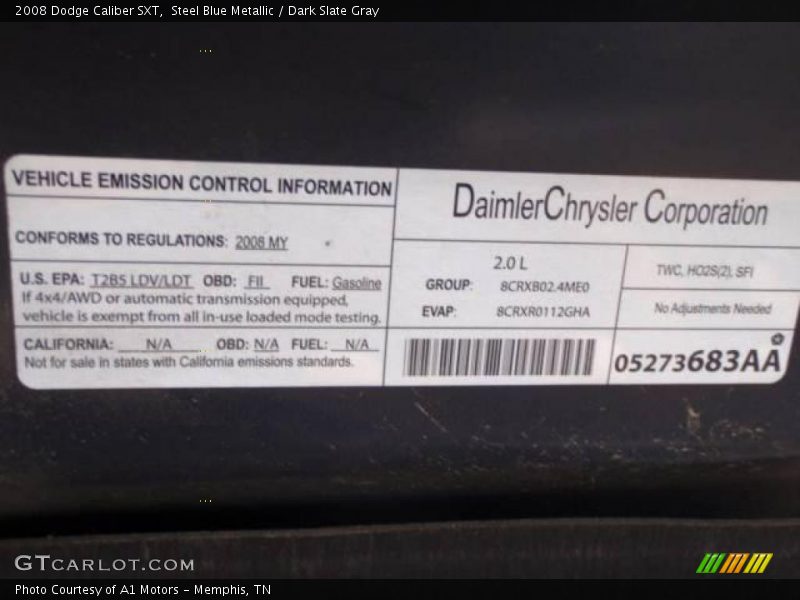 2008 Dodge Caliber SXT,  Steel Blue Metallic / Dark Slate Gray
VEHICLE EMISSION CONTROL INFORMATION
CONFORMS TO REGULATIONS: 2008 MY
U.S. EPA: T2B5 LDV/LDT OBD: FII FUEL: Gasoline
If 4x4/AWD or automatic transmission equipped,
vehicle is exempt from all in-use loaded mode testing.
CALIFORNIA: N/A OBD: N/A FUEL: N/A
Not for sale in states with California emissions standards.
DaimlerChrysler Corporation
2.0 L
GROUP: 8CRXB02.4ME0
EVAP: 8CRXR0112GHA
TWC, HO2S(2), SFI
No Adjustments Needed
05273683AA
GTCARLOT.COM
Photo Courtesy of A1 Motors - Memphis, TN